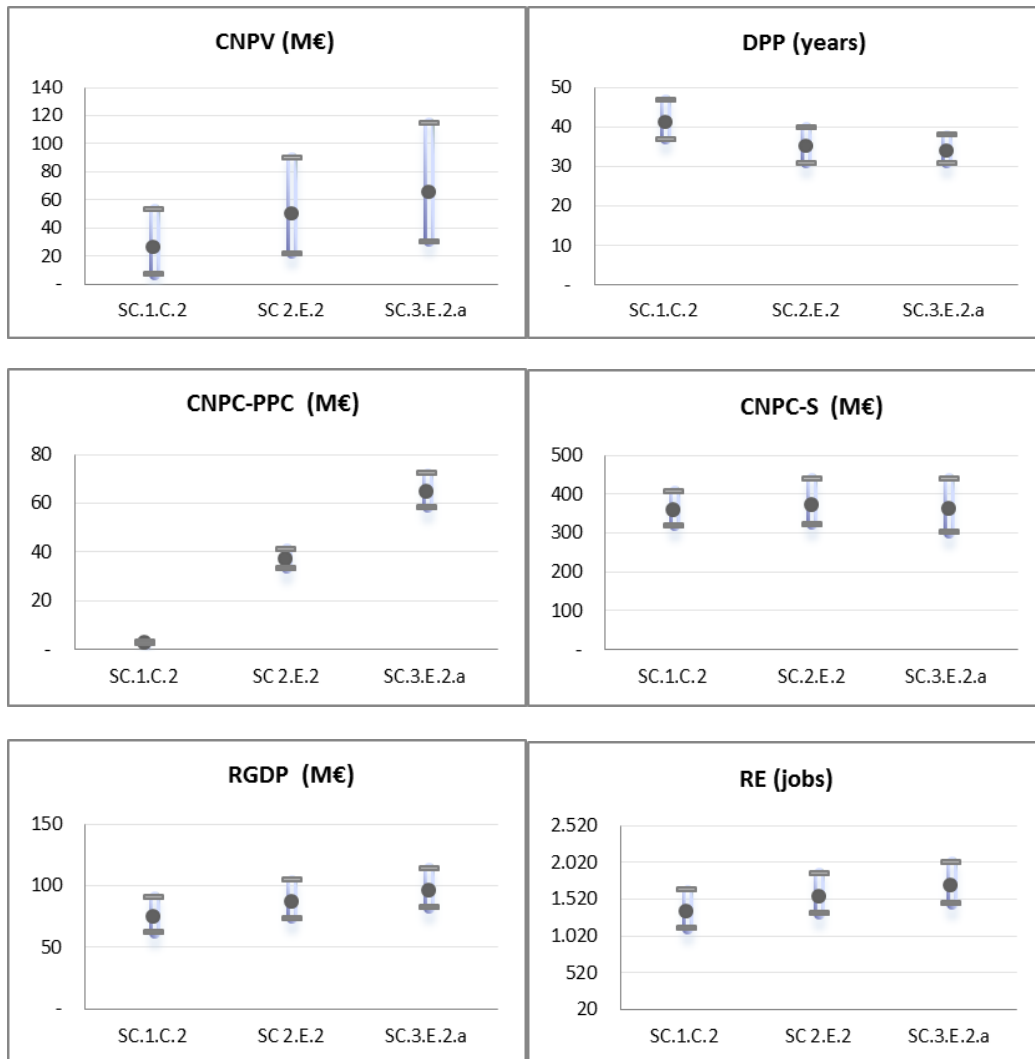 CNPV (M€)
140
120
100
80
60
40
20
-
SC.1.C.2 SC 2.E.2 SC.3.E.2.a
DPP (years)
50
40
30
20
10
-
SC.1.C.2 SC.2.E.2 SC.3.E.2.a
CNPC-PPC (M€)
80
60
40
20
-
SC.1.C.2 SC 2.E.2 SC.3.E.2.a
CNPC-S (M€)
500
400
300
200
100
-
SC.1.C.2 SC.2.E.2 SC.3.E.2.a
RGDP (M€)
150
100
50
-
SC.1.C.2 SC 2.E.2 SC.3.E.2.a
RE (jobs)
2.520
2.020
1.520
1.020
520
20
SC.1.C.2 SC 2.E.2 SC.3.E.2.a